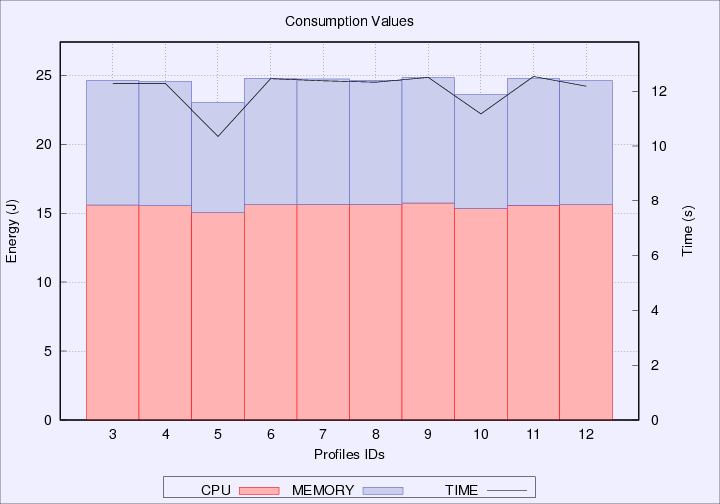 Consumption Values
25
20
15
10
5
0
Energy (J)
12
10
8
6
4
2
0
Time (s)
3 4 5 6 7 8 9 10 11 12
Profiles IDs
CPU MEMORY TIME